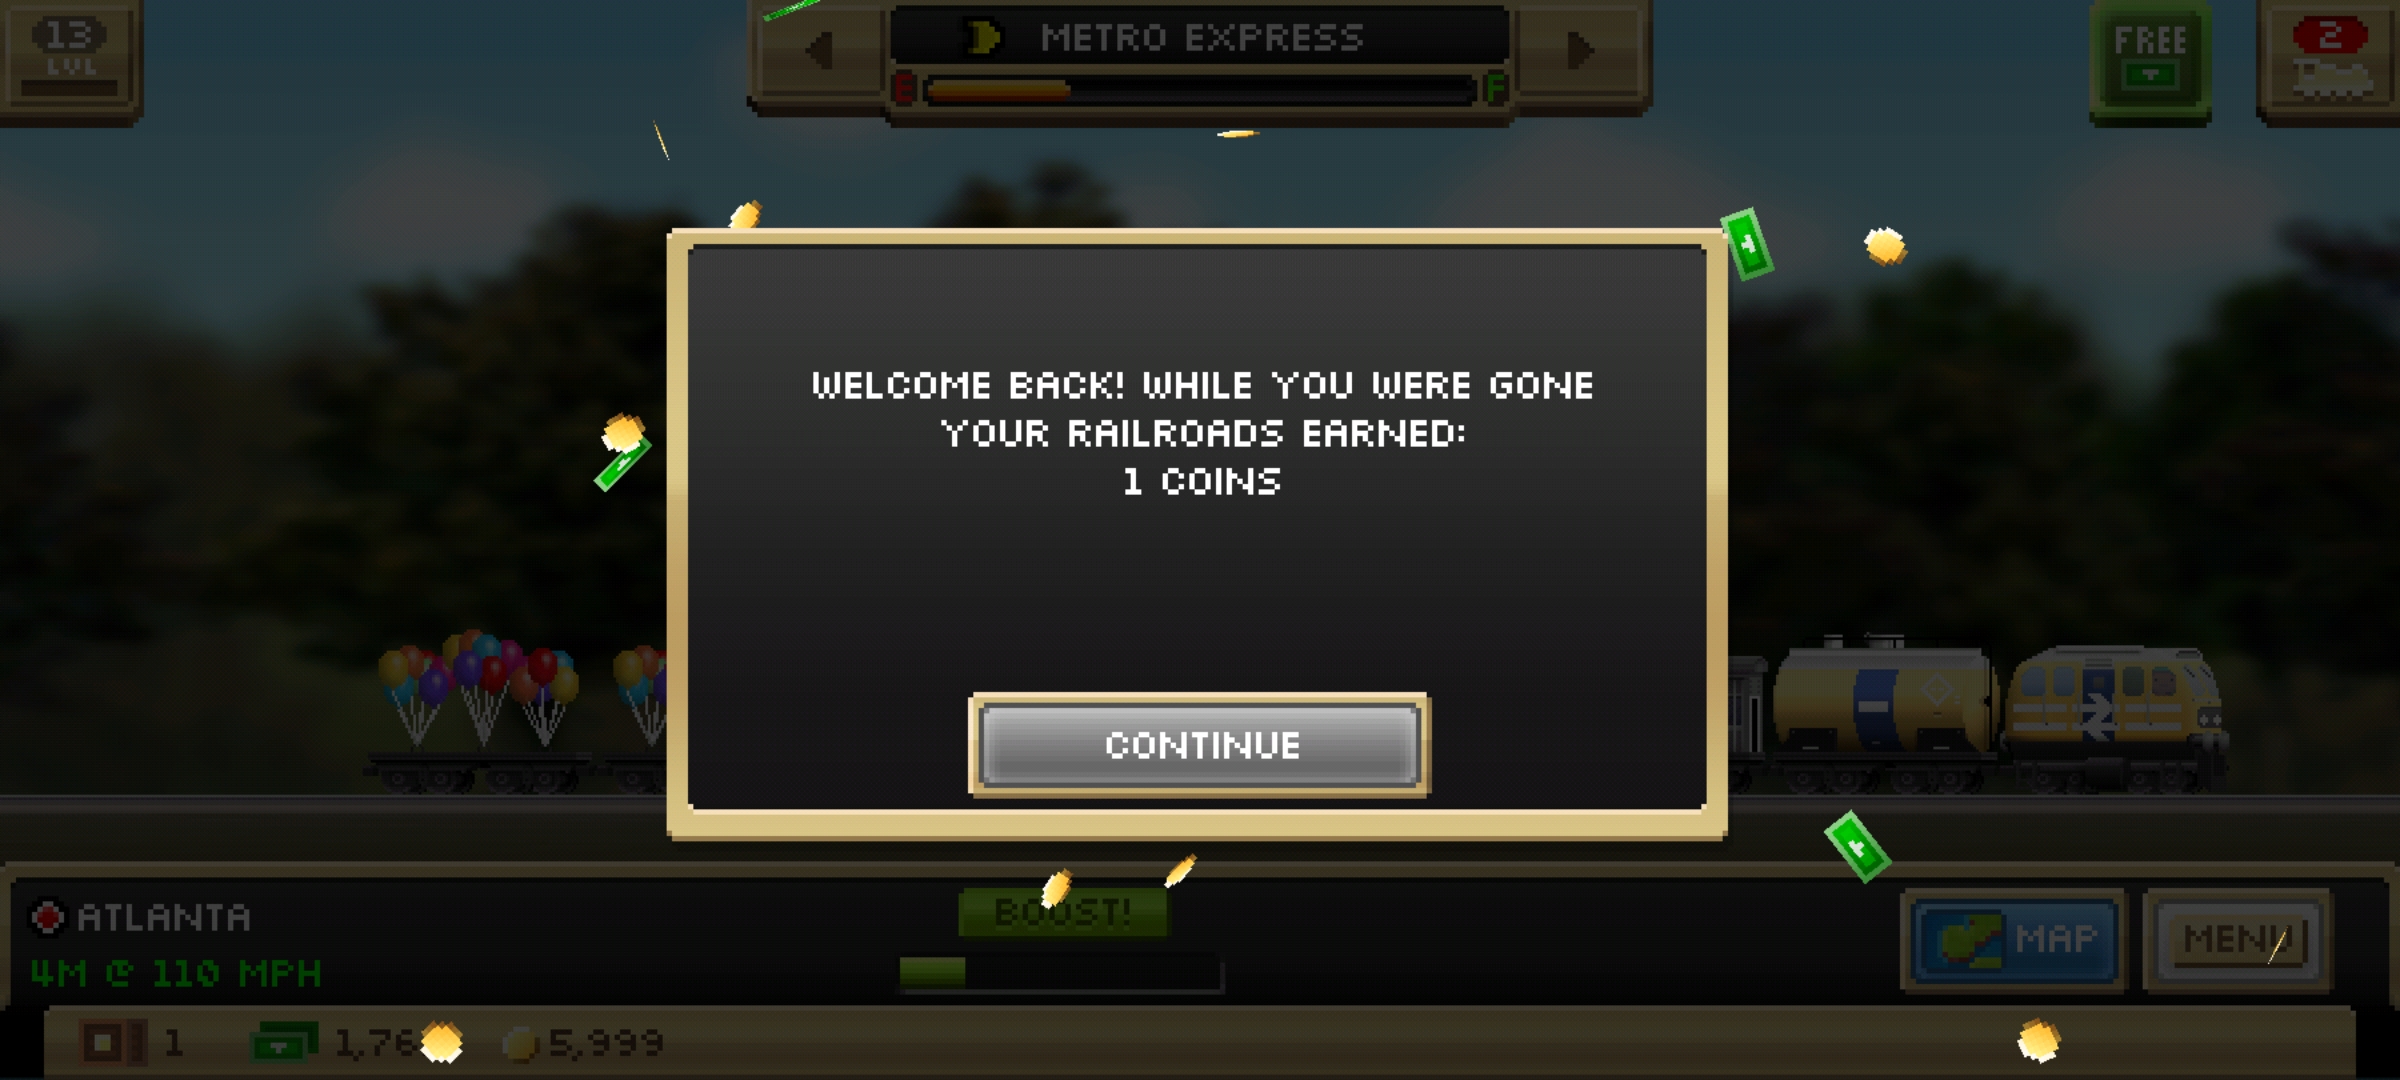 13
LVL
METRO EXPRESS
E F
FREE
2
WELCOME BACK! WHILE YOU WERE GONE
YOUR RAILROADS EARNED:
1 COINS
CONTINUE
ATLANTA
4M @ 110 MPH
BOOST!
MAP
MENU
1
5,999